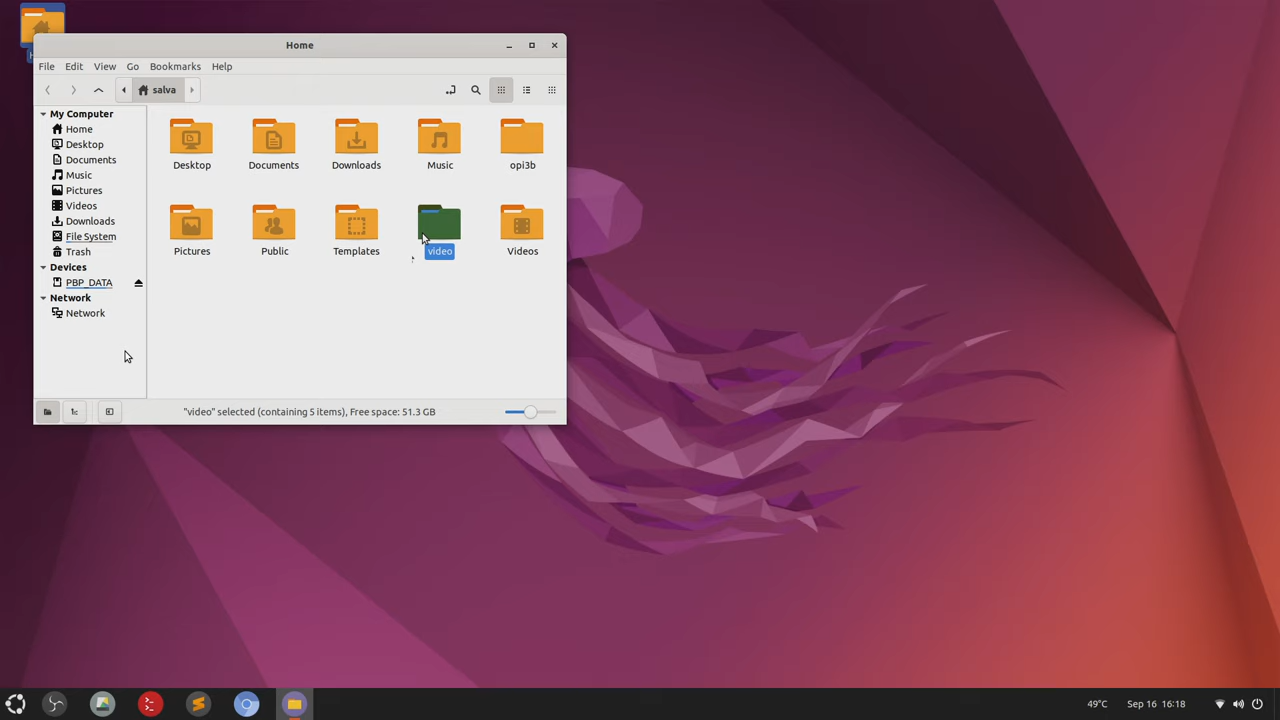 Home
File Edit View Go Bookmarks Help
salva
My Computer
Home
Desktop
Documents
Music
Pictures
Videos
Downloads
File System
Trash
Devices
PBP_DATA
Network
Network
Desktop Documents Downloads Music opi3b
Pictures Public Templates video Videos
"video" selected (containing 5 items), Free space: 51.3 GB
49°C Sep 16 16:18